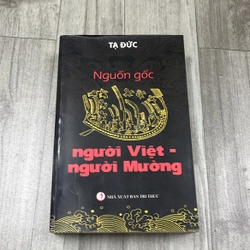 TẠ ĐỨC
Nguồn gốc
người Việt -
người Mường
NHÀ XUẤT BẢN TRI THỨC